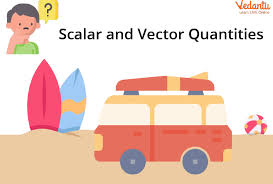 ?
Vedantu
Learn LIVE Online
Scalar and Vector Quantities